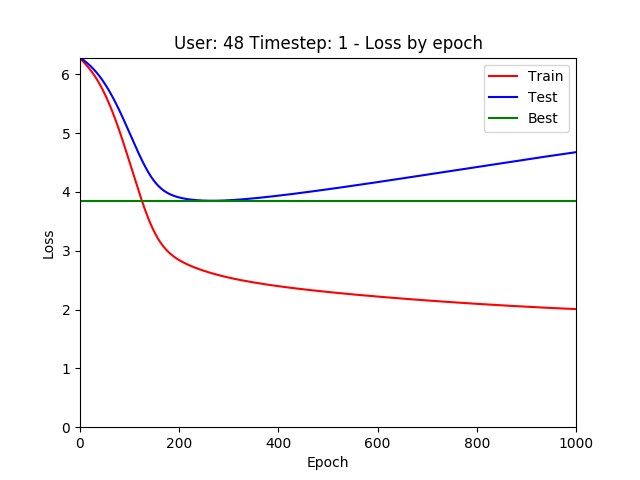 User: 48 Timestep: 1 - Loss by epoch
Train
Test
Best
6
5
4
3
2
1
0
Loss
0 200 400 600 800 1000
Epoch